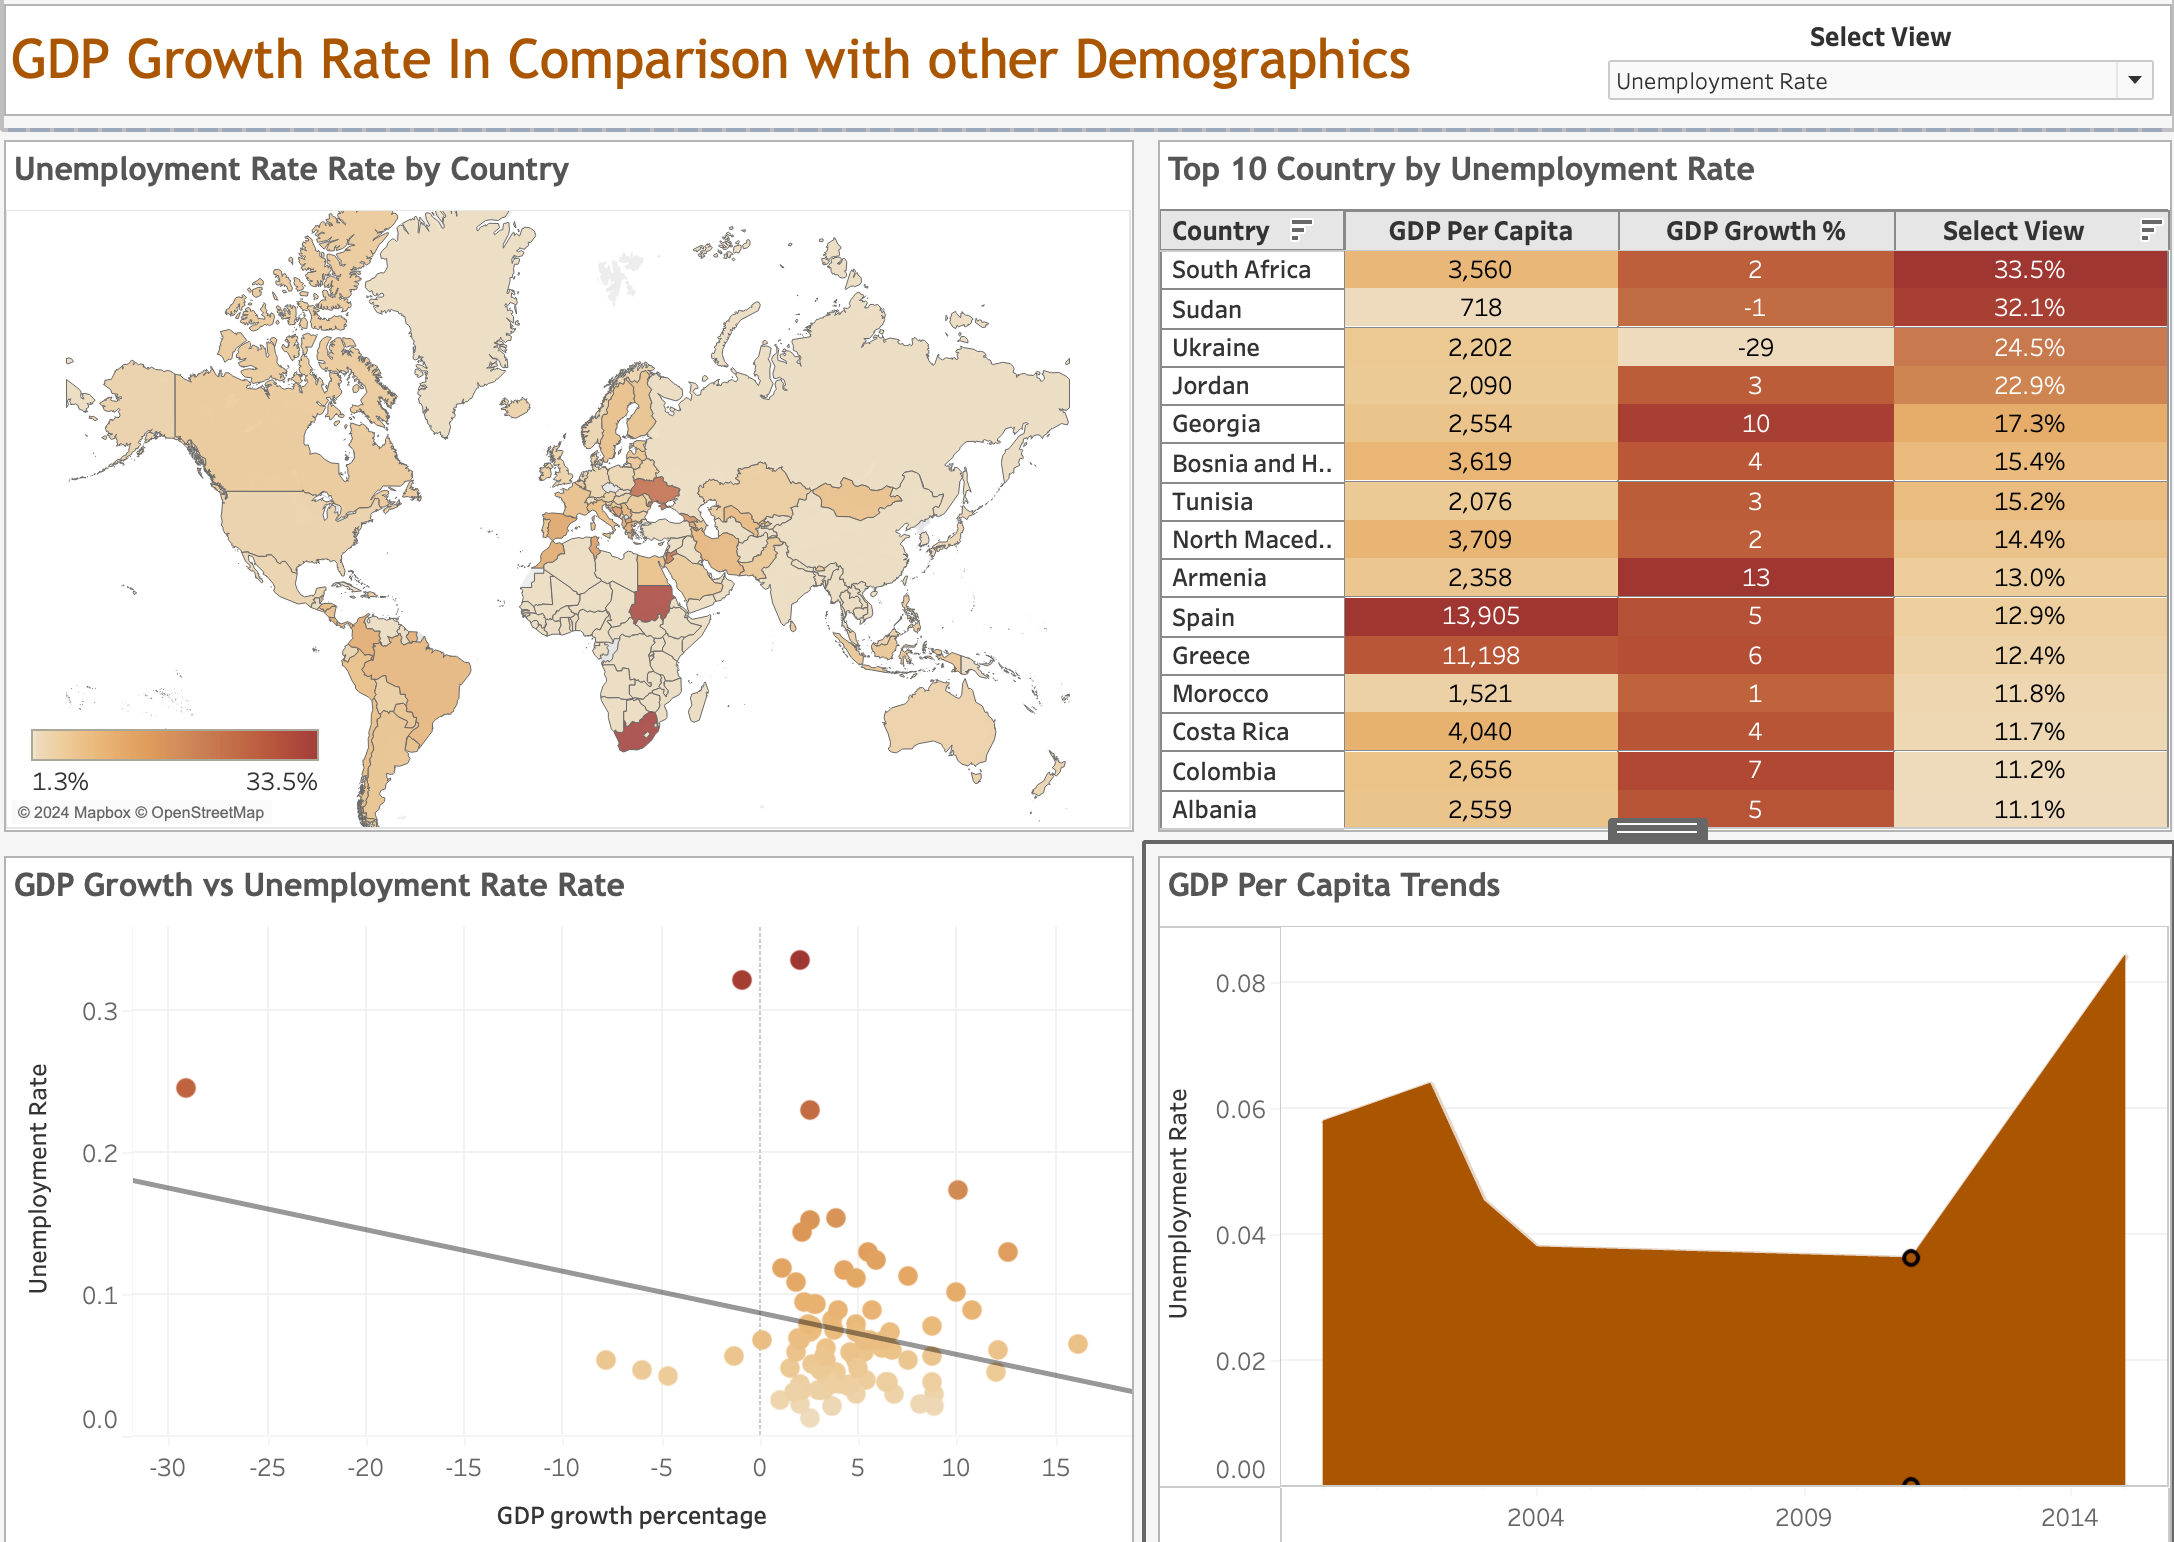 GDP Growth Rate In Comparison with other Demographics
Select View
Unemployment Rate
Unemployment Rate Rate by Country
1.3% 33.5%
© 2024 Mapbox © OpenStreetMap
Top 10 Country by Unemployment Rate
Country GDP Per Capita GDP Growth % Select View
South Africa 3,560 2 33.5%
Sudan 718 -1 32.1%
Ukraine 2,202 -29 24.5%
Jordan 2,090 3 22.9%
Georgia 2,554 10 17.3%
Bosnia and H.. 3,619 4 15.4%
Tunisia 2,076 3 15.2%
North Maced.. 3,709 2 14.4%
Armenia 2,358 13 13.0%
Spain 13,905 5 12.9%
Greece 11,198 6 12.4%
Morocco 1,521 1 11.8%
Costa Rica 4,040 4 11.7%
Colombia 2,656 7 11.2%
Albania 2,559 5 11.1%
GDP Growth vs Unemployment Rate Rate
Unemployment Rate
0.3
0.2
0.1
0.0
-30 -25 -20 -15 -10 -5 0 5 10 15
GDP growth percentage
GDP Per Capita Trends
Unemployment Rate
0.08
0.06
0.04
0.02
0.00
2004 2009 2014